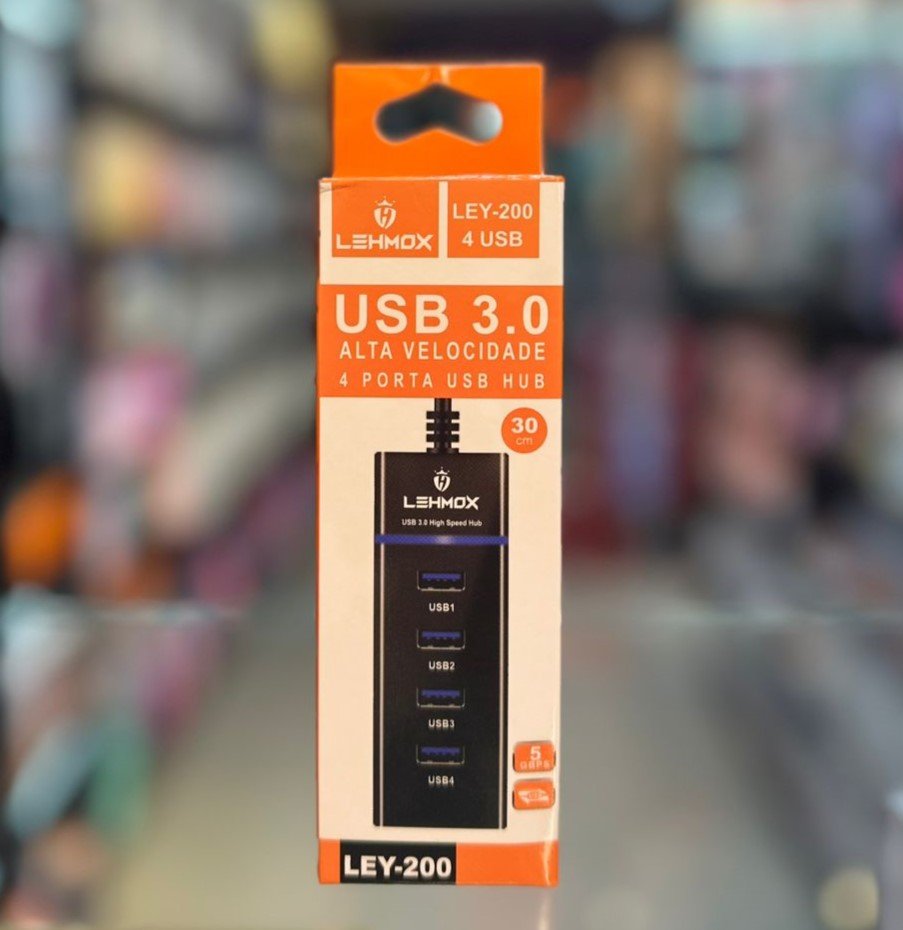 LEHMOX
LEY-200
4 USB
USB 3.0
ALTA VELOCIDADE
4 PORTA USB HUB
30
cm
LEHMOX
USB 3.0 High Speed Hub
USB1
USB2
USB3
USB4
5
GBPS
LEY-200